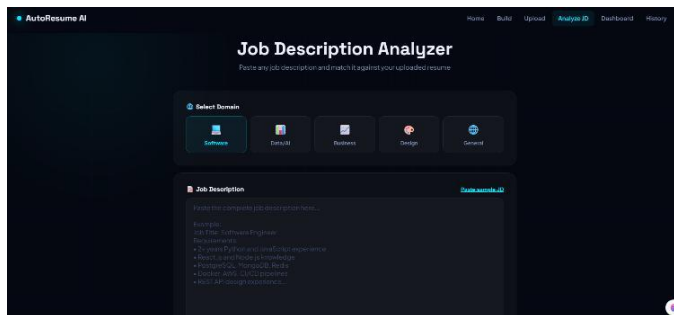 AutoResume AI
Home Build Upload Analyze JD Dashboard History
Job Description Analyzer
Paste any job description and match it against your uploaded resume
Select Domain
Software Data/AI Business Design General
Job Description Paste sample JD
Paste the complete job description here...
Example:
Job Title: Software Engineer
Requirements:
• 2+ years Python and JavaScript experience
• React.js and Node.js knowledge
• PostgreSQL, MongoDB, Redis
• Docker, AWS, CI/CD pipelines
• REST API design experience...